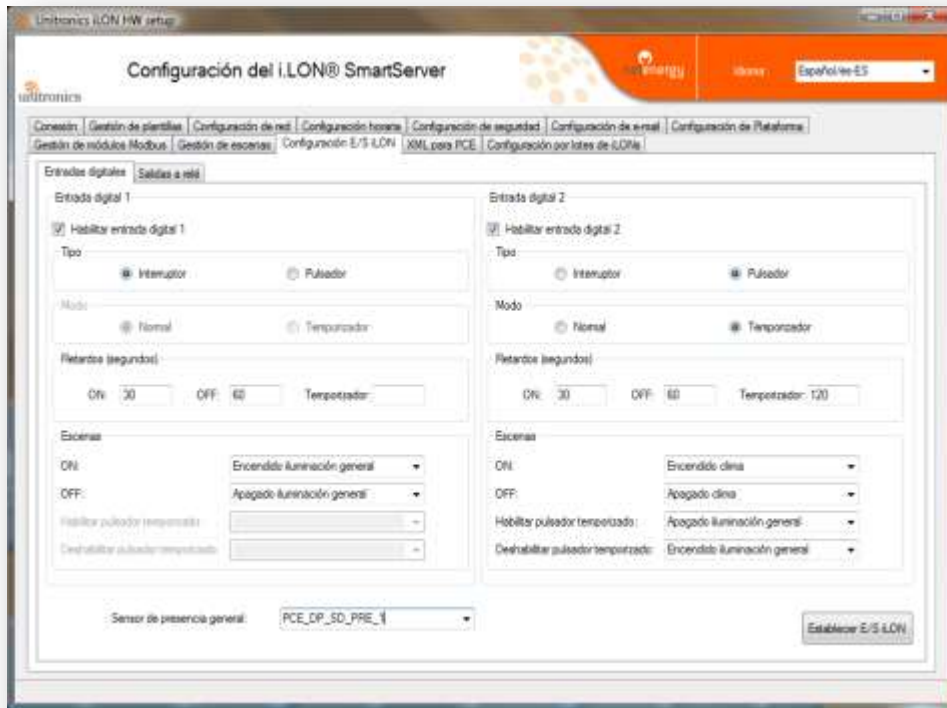 Unitronics iLON HW setup
Configuración del i.LON® SmartServer
unitronics
Idioma Español/es-ES
Conexión Gestión de plantillas Configuración de red Configuración horaria Configuración de seguridad Configuración de e-mail Configuración de Plataforma
Gestión de módulos Modbus Gestión de escenas Configuración E/S iLON XML para PCE Configuración por lotes de iLONs
Entradas digitales Salidas a relé
Entrada digital 1
Habilitar entrada digital 1
Tipo
Interruptor Pulsador
Modo
Normal Temporizador
Retardos (segundos)
ON: 30 OFF: 60 Temporizador:
Escenas
ON: Encendido iluminación general
OFF: Apagado iluminación general
Habilitar pulsador temporizado:
Deshabilitar pulsador temporizado:
Entrada digital 2
Habilitar entrada digital 2
Tipo
Interruptor Pulsador
Modo
Normal Temporizador
Retardos (segundos)
ON: 30 OFF: 60 Temporizador: 120
Escenas
ON: Encendido clima
OFF: Apagado clima
Habilitar pulsador temporizado: Apagado iluminación general
Deshabilitar pulsador temporizado: Encendido iluminación general
Sensor de presencia general: PCE_DP_SD_PRE_1
Establecer E/S iLON